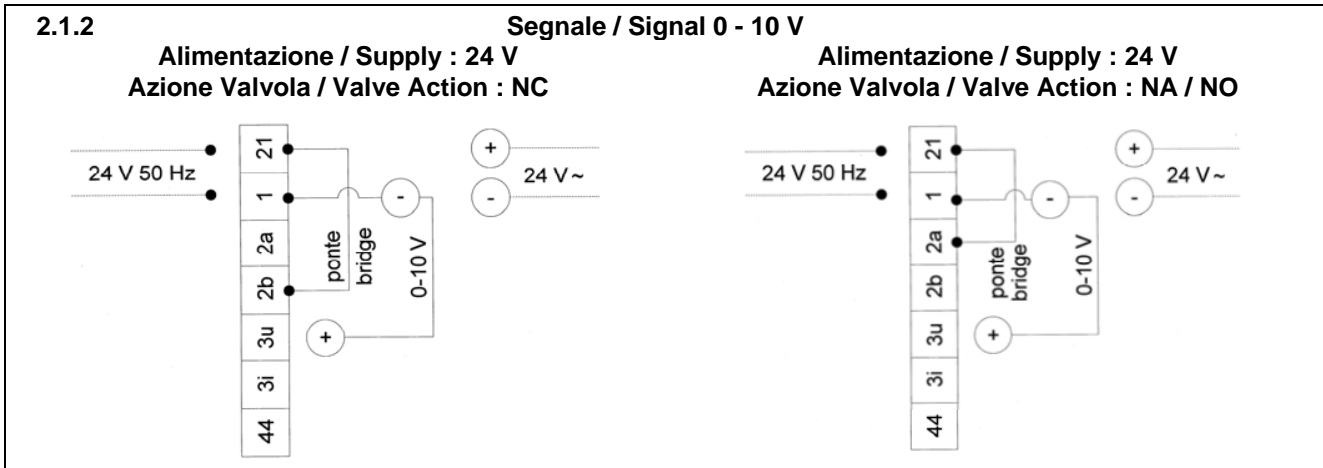 2.1.2 Segnale / Signal 0 - 10 V
Alimentazione / Supply : 24 V
Azione Valvola / Valve Action : NC
24 V 50 Hz
21
1
2a
2b
3u
3i
44
ponte
bridge
-
+
0-10 V
+
-
24 V ~
Alimentazione / Supply : 24 V
Azione Valvola / Valve Action : NA / NO
24 V 50 Hz
21
1
2a
2b
3u
3i
44
ponte
bridge
-
+
0-10 V
+
-
24 V ~